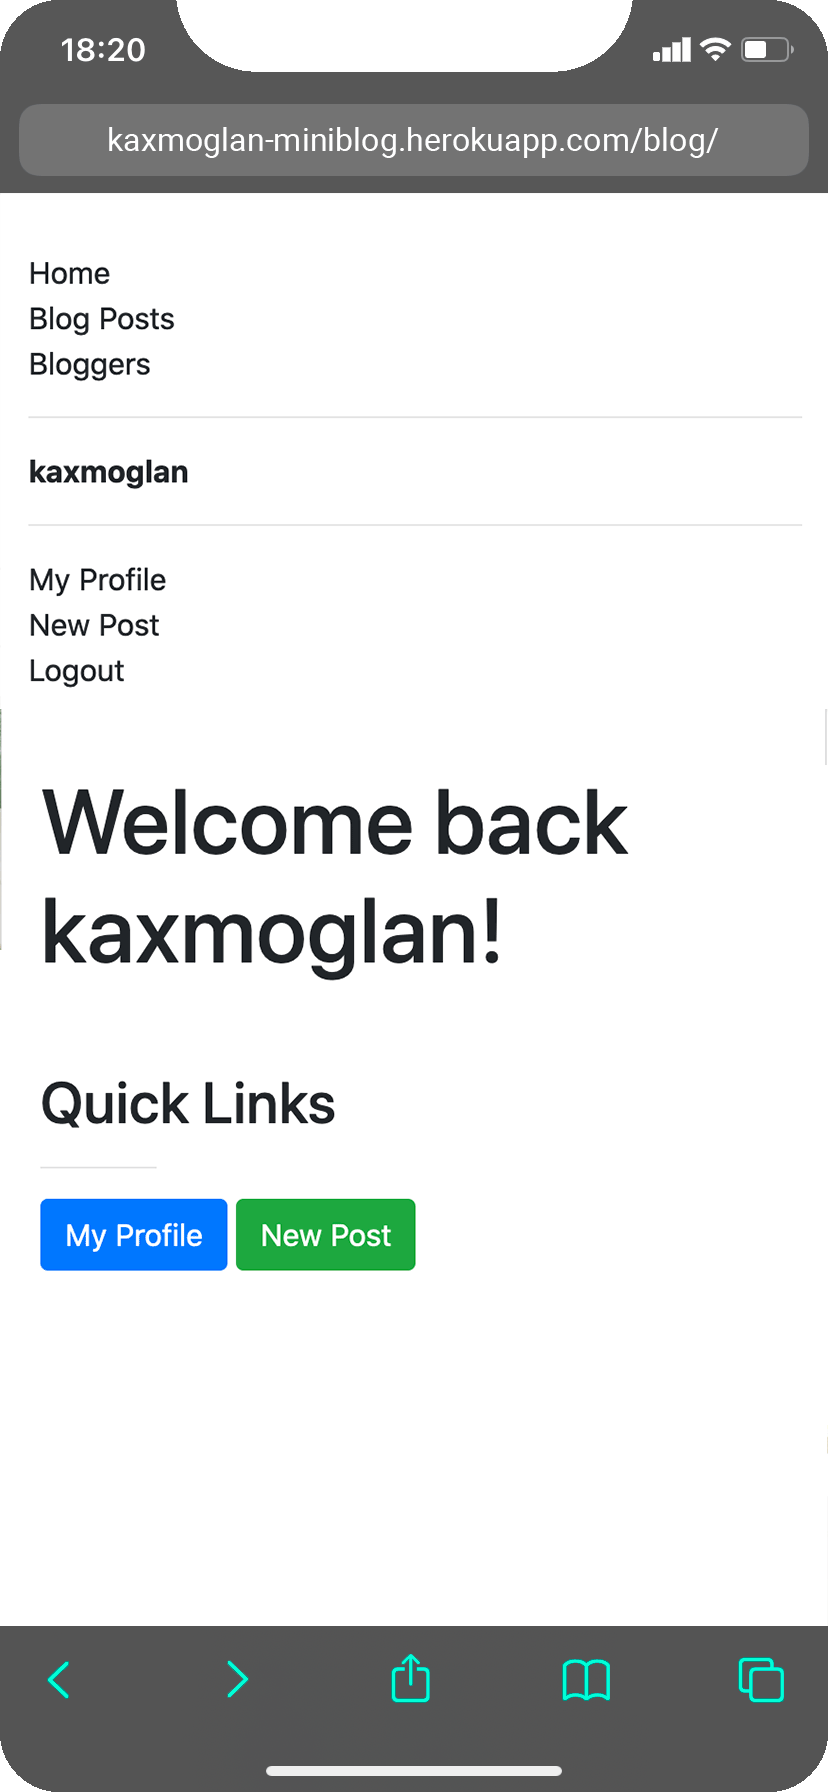 18:20
kaxmoglan-miniblog.herokuapp.com/blog/
Home
Blog Posts
Bloggers
kaxmoglan
My Profile
New Post
Logout
Welcome back
kaxmoglan!
Quick Links
My Profile New Post